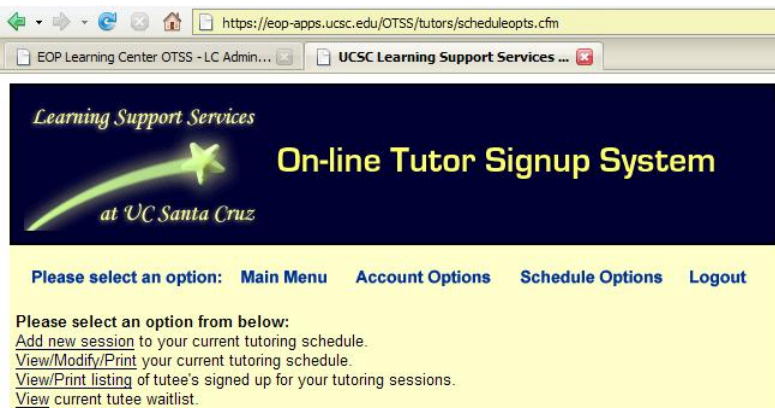 https://eop-apps.ucsc.edu/OTSS/tutors/scheduleopts.cfm
EOP Learning Center OTSS - LC Admin... UCSC Learning Support Services ...
Learning Support Services
On-line Tutor Signup System
at UC Santa Cruz
Please select an option: Main Menu Account Options Schedule Options Logout
Please select an option from below:
Add new session to your current tutoring schedule.
View/Modify/Print your current tutoring schedule.
View/Print listing of tutee's signed up for your tutoring sessions.
View current tutee waitlist.